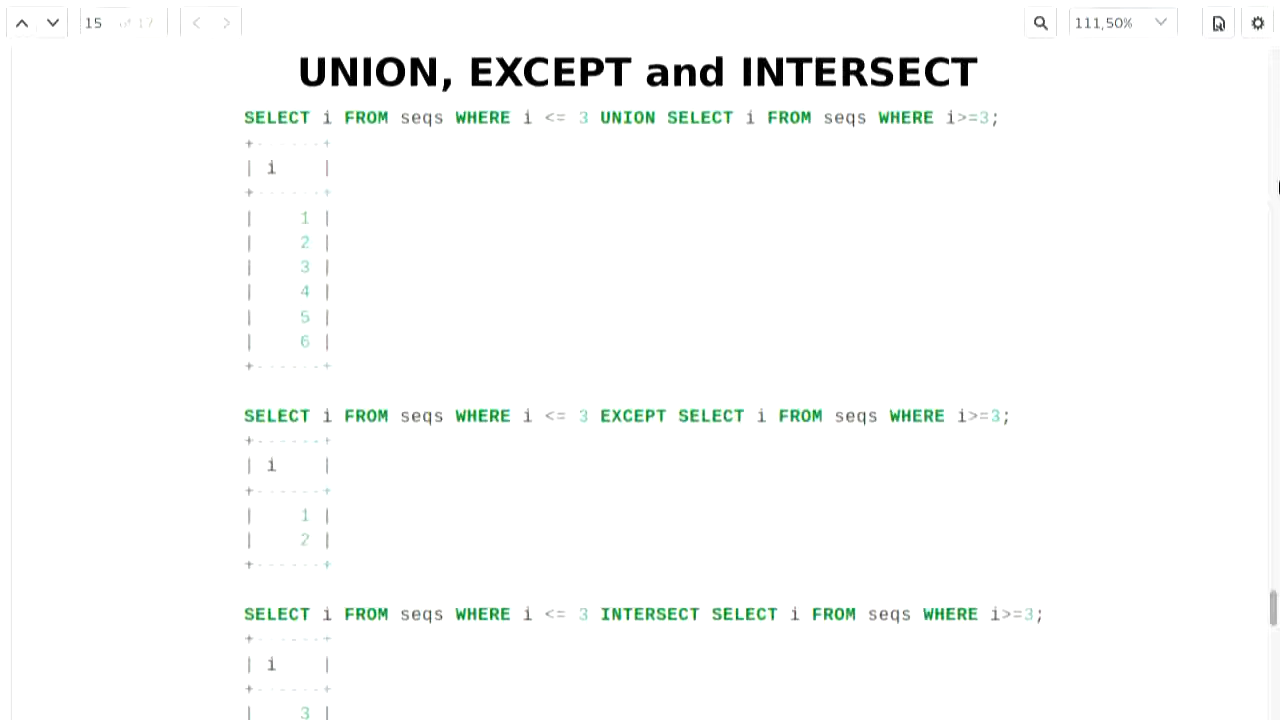 15 of 17
111,50%
UNION, EXCEPT and INTERSECT
SELECT i FROM seqs WHERE i <= 3 UNION SELECT i FROM seqs WHERE i>=3;
+------+
| i    |
+------+
|    1 |
|    2 |
|    3 |
|    4 |
|    5 |
|    6 |
+------+
SELECT i FROM seqs WHERE i <= 3 EXCEPT SELECT i FROM seqs WHERE i>=3;
+------+
| i    |
+------+
|    1 |
|    2 |
+------+
SELECT i FROM seqs WHERE i <= 3 INTERSECT SELECT i FROM seqs WHERE i>=3;
+------+
| i    |
+------+
|    3 |